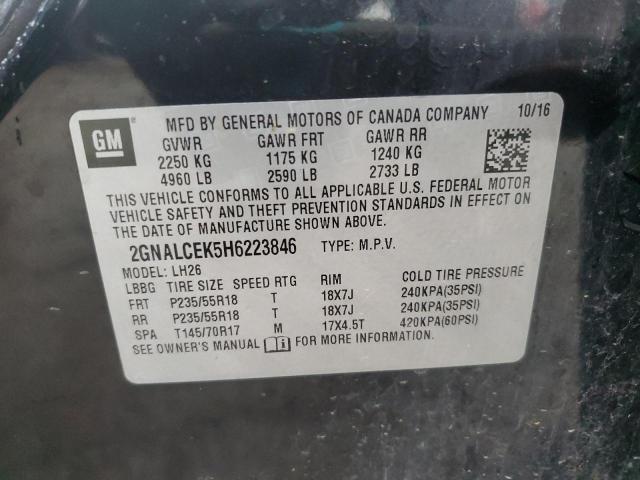 GM
MFD BY GENERAL MOTORS OF CANADA COMPANY 10/16
GVWR GAWR FRT GAWR RR
2250 KG 1175 KG 1240 KG
4960 LB 2590 LB 2733 LB
THIS VEHICLE CONFORMS TO ALL APPLICABLE U.S. FEDERAL MOTOR
VEHICLE SAFETY AND THEFT PREVENTION STANDARDS IN EFFECT ON
THE DATE OF MANUFACTURE SHOWN ABOVE.
2GNALCEK5H6223846 TYPE: M.P.V.
MODEL: LH26
LBBG TIRE SIZE SPEED RTG RIM COLD TIRE PRESSURE
FRT P235/55R18 T 18X7J 240KPA(35PSI)
RR P235/55R18 T 18X7J 240KPA(35PSI)
SPA T145/70R17 M 17X4.5T 420KPA(60PSI)
SEE OWNER'S MANUAL FOR MORE INFORMATION.